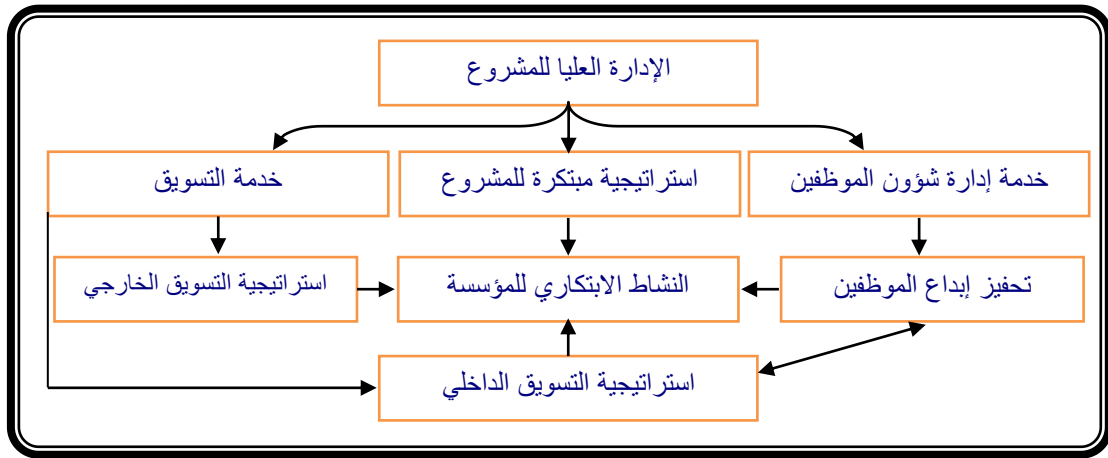 الإدارة العليا للمشروع
خدمة إدارة شؤون الموظفين
استراتيجية مبتكرة للمشروع
خدمة التسويق
تحفيز إبداع الموظفين
النشاط الابتكاري للمؤسسة
استراتيجية التسويق الخارجي
استراتيجية التسويق الداخلي